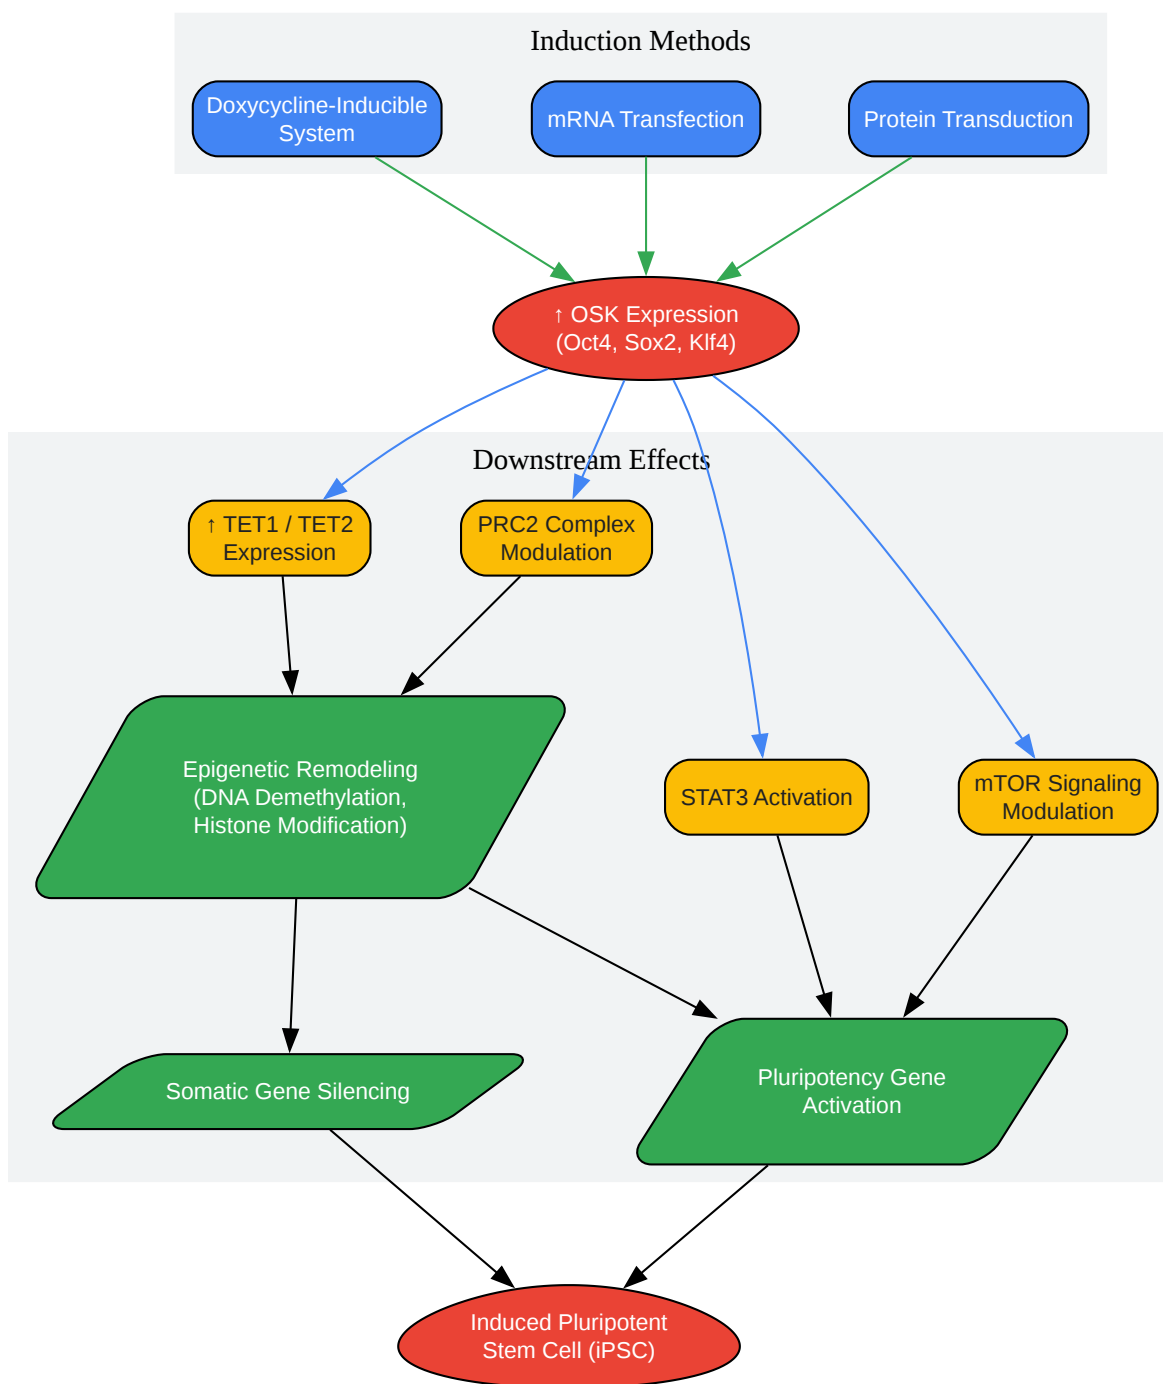 Induction Methods
Doxycycline-Inducible
System
mRNA Transfection
Protein Transduction
↑ OSK Expression
(Oct4, Sox2, Klf4)
Downstream Effects
↑ TET1 / TET2
Expression
PRC2 Complex
Modulation
Epigenetic Remodeling
(DNA Demethylation,
Histone Modification)
STAT3 Activation
mTOR Signaling
Modulation
Somatic Gene Silencing
Pluripotency Gene
Activation
Induced Pluripotent
Stem Cell (iPSC)